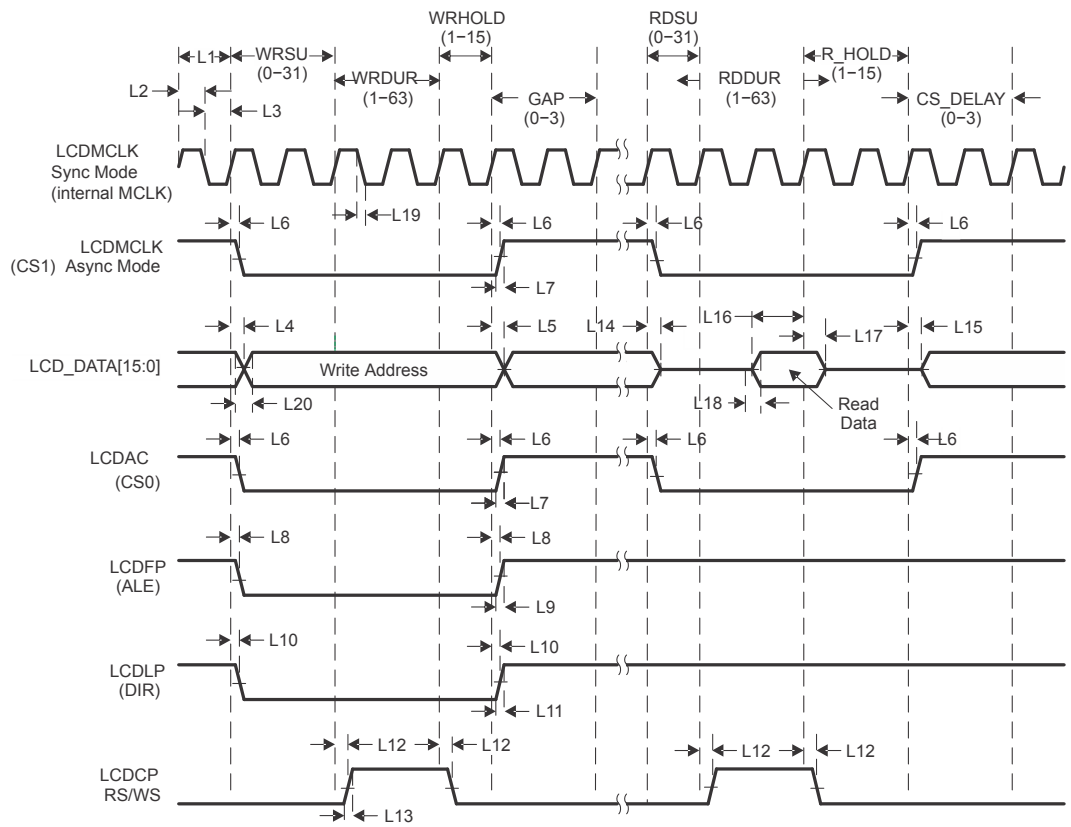 WRHOLD
(1−15)
RDSU
(0−31)
L1
WRSU
(0−31)
R_HOLD
(1−15)
WRDUR
(1−63)
RDDUR
(1−63)
L2
L3
GAP
(0−3)
CS_DELAY
(0−3)
LCDMCLK
Sync Mode
(internal MCLK)
L19
L6
L6
L6
L6
LCDMCLK
(CS1) Async Mode
L7
L4
L5
L14
L16
L17
L15
LCD_DATA[15:0]
Write Address
L20
L18
Read
Data
L6
L6
L6
L6
LCDAC
(CS0)
L7
L8
L8
LCDFP
(ALE)
L9
L10
L10
LCDLP
(DIR)
L11
L12
L12
L12
L12
LCDCP
RS/WS
L13